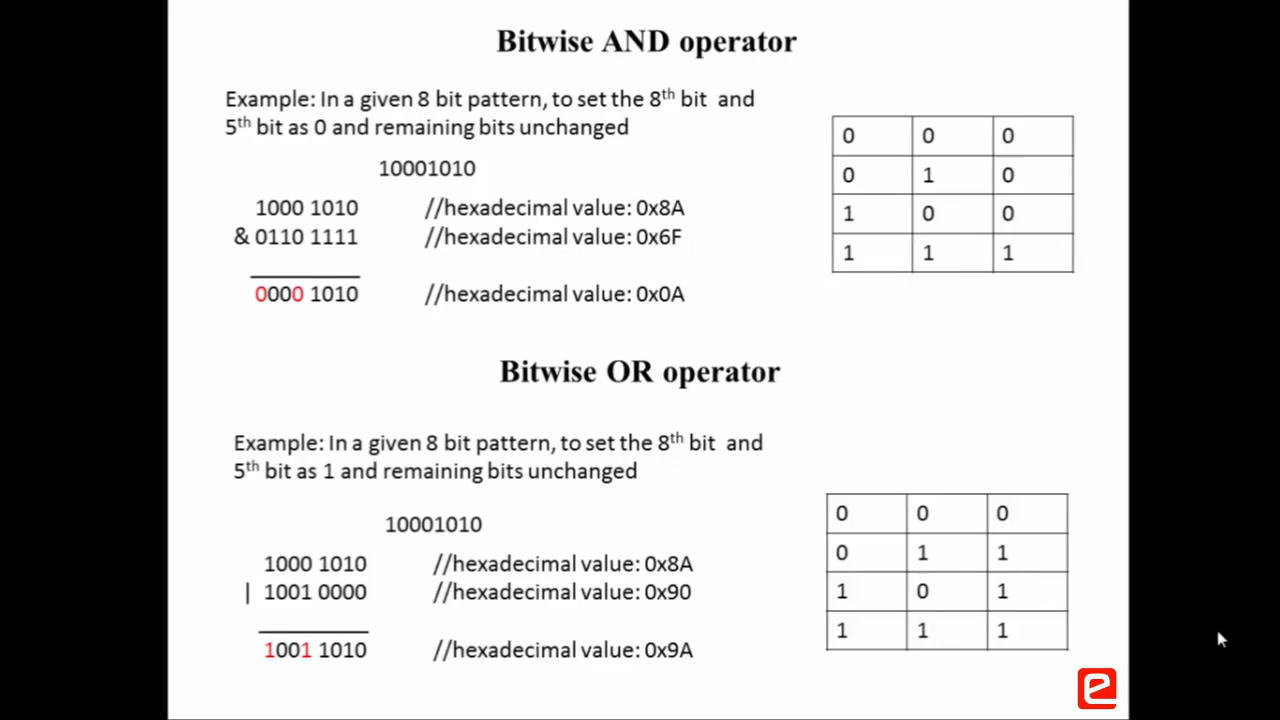 Bitwise AND operator
Example: In a given 8 bit pattern, to set the 8th bit and
5th bit as 0 and remaining bits unchanged
10001010
1000 1010 //hexadecimal value: 0x8A
& 0110 1111 //hexadecimal value: 0x6F
0000 1010 //hexadecimal value: 0x0A
0 0 0
0 1 0
1 0 0
1 1 1
Bitwise OR operator
Example: In a given 8 bit pattern, to set the 8th bit and
5th bit as 1 and remaining bits unchanged
10001010
1000 1010 //hexadecimal value: 0x8A
| 1001 0000 //hexadecimal value: 0x90
1001 1010 //hexadecimal value: 0x9A
0 0 0
0 1 1
1 0 1
1 1 1
e